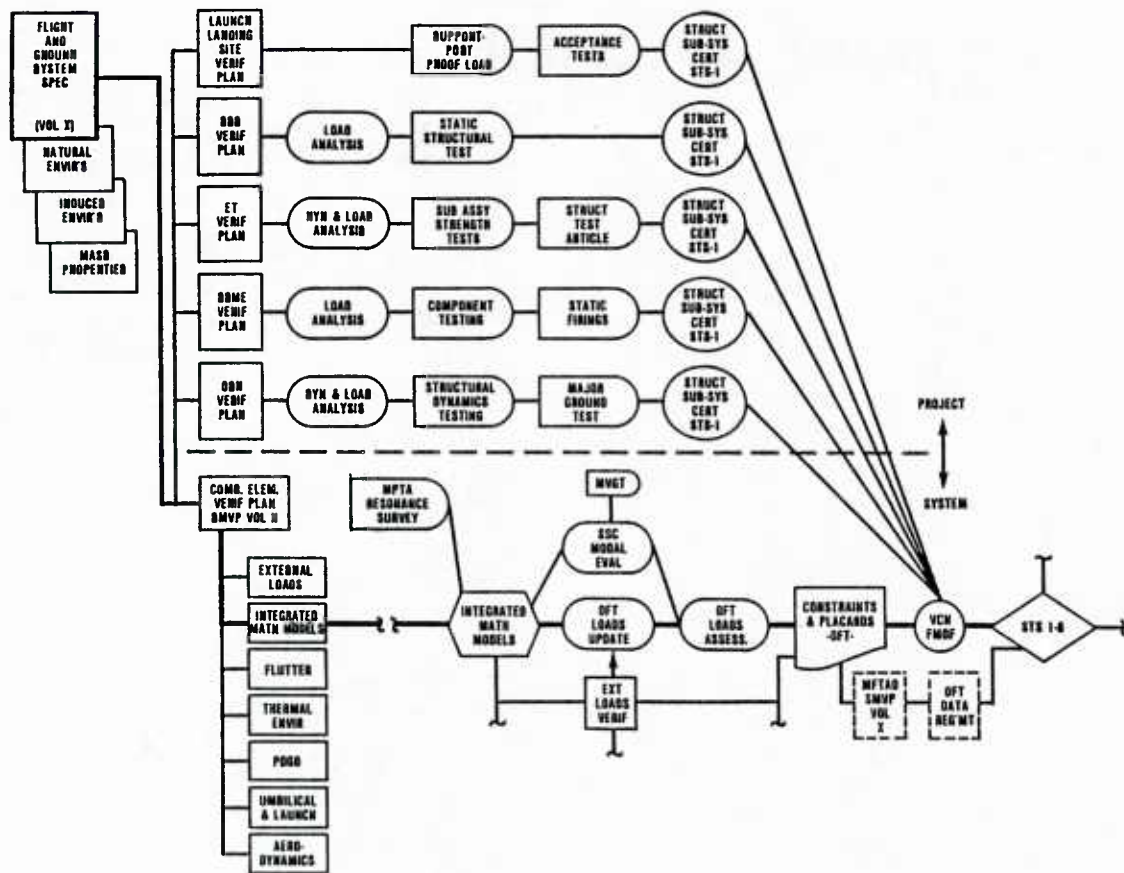 FLIGHT
AND
GHOUND
SYSTEM
SPEC
(VOL X)
NATURAL
ENVIR'S
INDUCED
ENVIR'S
MASS
PROPERTIES
LAUNCH
LANDING
SITE
VERIF
PLAN
SUPPORT-
POST
PROOF LOAD
ACCEPTANCE
TESTS
STRUCT
SUB-SYS
CERT
STS-1
VERIF
PLAN
LOAD
ANALYSIS
STATIC
STRUCTURAL
TEST
STRUCT
SUB-SYS
CERT
STS-1
ET
VERIF
PLAN
& LOAD
ANALYSIS
SUB ASSY
STRENGTH
TESTS
STRUCT
TEST
ARTICLE
STRUCT
SUB-SYS
CERT
STS-1
VERIF
PLAN
LOAD
ANALYSIS
COMPONENT
TESTING
STATIC
FIRINGS
STRUCT
SUB-SYS
CERT
STS-1
VERIF
PLAN
& LOAD
ANALYSIS
STRUCTURAL
DYNAMICS
TESTING
MAJOR
GROUND
TEST
STRUCT
SUB-SYS
CERT
STS-1
PROJECT
SYSTEM
COMB. ELEM.
VERIF PLAN
SMVP VOL II
MPTA
RESONANCE
SURVEY
MVGT
SSC
MODAL
EVAL
EXTERNAL
LOADS
INTEGRATED
MATH MODELS
FLUTTER
THERMAL
ENVIR
POGO
UMBILICAL
& LAUNCH
AERO-
DYNAMICS
INTEGRATED
MATH
MODELS
OFT
LOADS
UPDATE
OFT
LOADS
ASSESS.
EXT
LOADS
VERIF
CONSTRAINTS
& PLACARDS
-OFT-
VCN
FMOF
STS 1-6
SMVP
VOL
X
OFT
DATA
REQ'MT